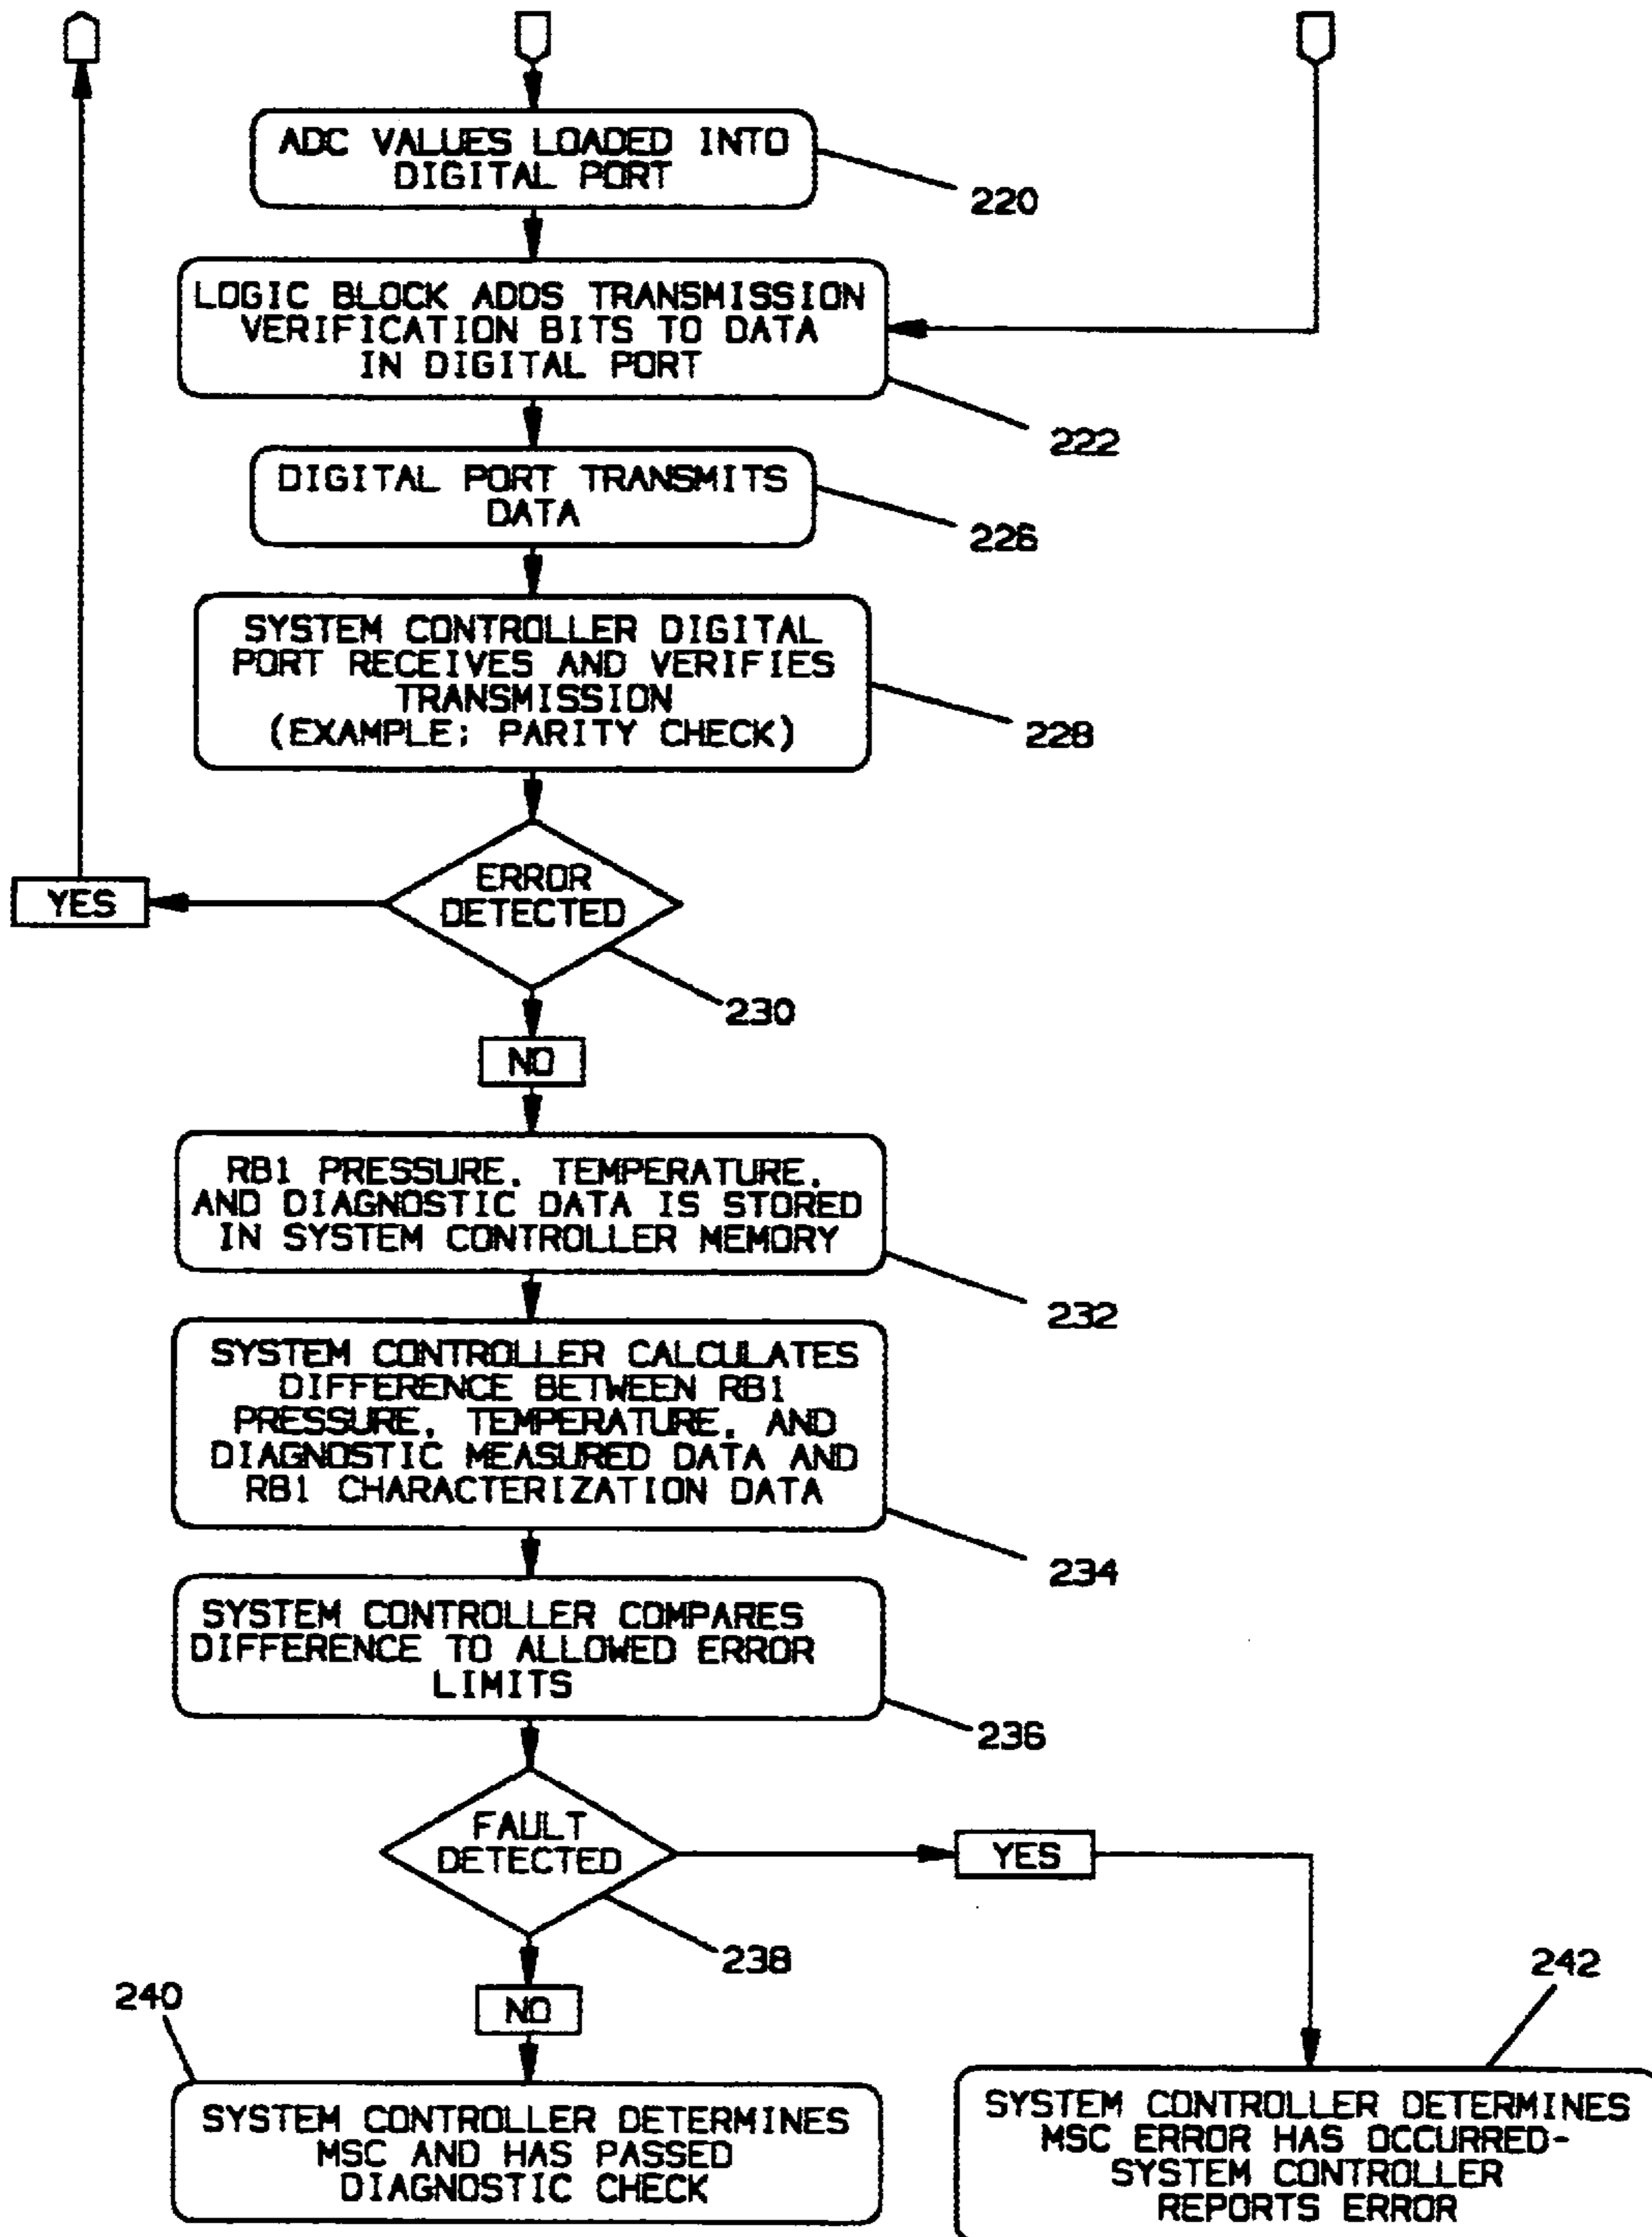 ADC VALUES LOADED INTO
DIGITAL PORT
220
LOGIC BLOCK ADDS TRANSMISSION
VERIFICATION BITS TO DATA
IN DIGITAL PORT
222
DIGITAL PORT TRANSMITS
DATA
226
SYSTEM CONTROLLER DIGITAL
PORT RECEIVES AND VERIFIES
TRANSMISSION
(EXAMPLE; PARITY CHECK)
228
ERROR
DETECTED
YES
230
NO
RB1 PRESSURE, TEMPERATURE,
AND DIAGNOSTIC DATA IS STORED
IN SYSTEM CONTROLLER MEMORY
232
SYSTEM CONTROLLER CALCULATES
DIFFERENCE BETWEEN RB1
PRESSURE, TEMPERATURE, AND
DIAGNOSTIC MEASURED DATA AND
RB1 CHARACTERIZATION DATA
234
SYSTEM CONTROLLER COMPARES
DIFFERENCE TO ALLOWED ERROR
LIMITS
236
FAULT
DETECTED
YES
238
NO
240
242
SYSTEM CONTROLLER DETERMINES
MSC AND HAS PASSED
DIAGNOSTIC CHECK
SYSTEM CONTROLLER DETERMINES
MSC ERROR HAS OCCURRED-
SYSTEM CONTROLLER
REPORTS ERROR